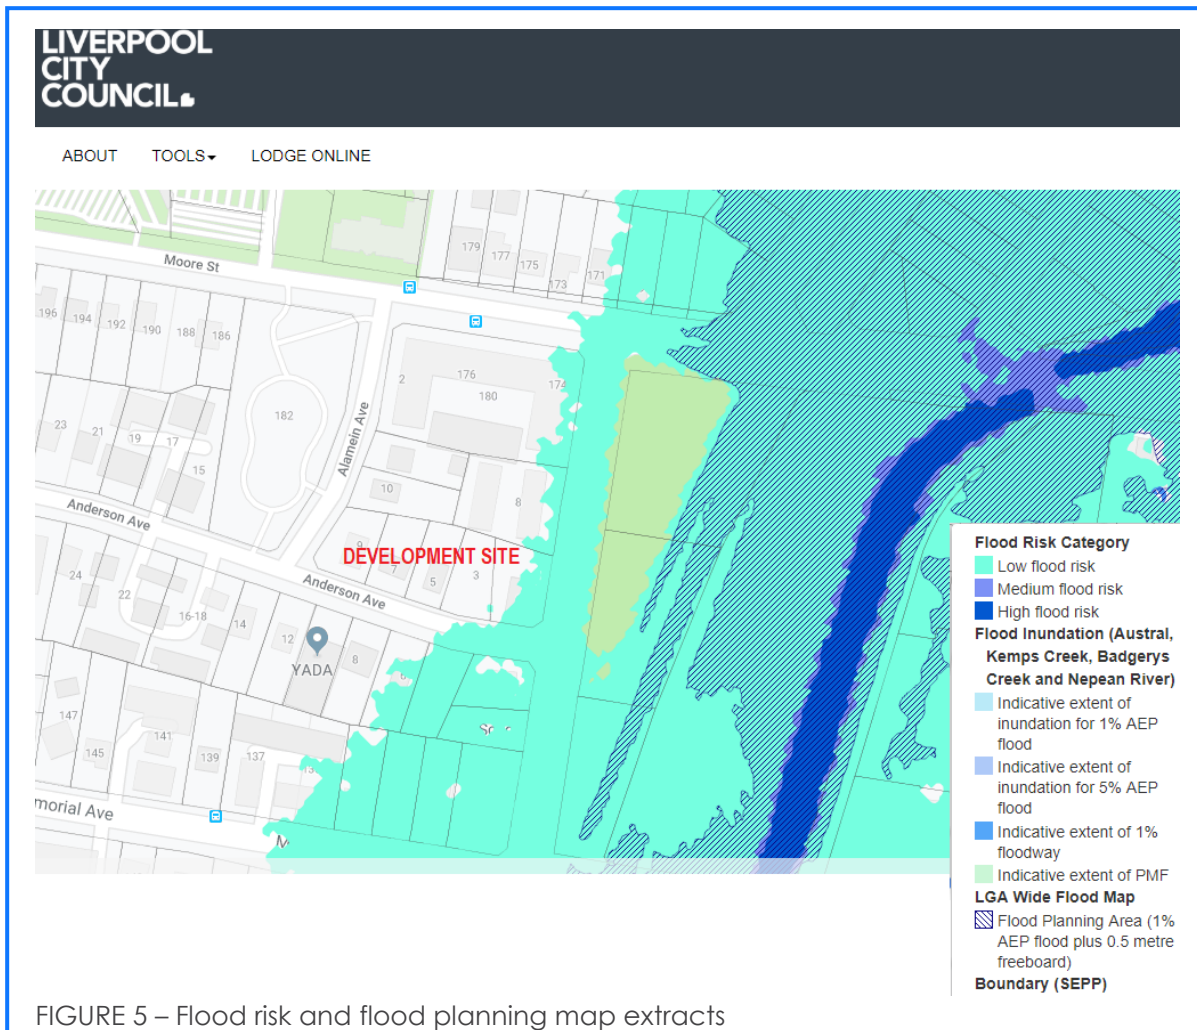 LIVERPOOL
CITY
COUNCIL
ABOUT TOOLS LODGE ONLINE
Moore St
179
177
175
173
171
196
194
192
190
188
186
2
176
174
180
182
Alamein Ave
23
21
19
17
15
10
8
Anderson Ave
9
7
5
3
DEVELOPMENT SITE
Anderson Ave
24
22
16-18
14
12
8
6
YADA
147
145
141
139
137
13
morial Ave
M
Flood Risk Category
Low flood risk
Medium flood risk
High flood risk
Flood Inundation (Austral,
Kemps Creek, Badgerys
Creek and Nepean River)
Indicative extent of
inundation for 1% AEP
flood
Indicative extent of
inundation for 5% AEP
flood
Indicative extent of 1%
floodway
Indicative extent of PMF
LGA Wide Flood Map
Flood Planning Area (1%
AEP flood plus 0.5 metre
freeboard)
Boundary (SEPP)
FIGURE 5 – Flood risk and flood planning map extracts